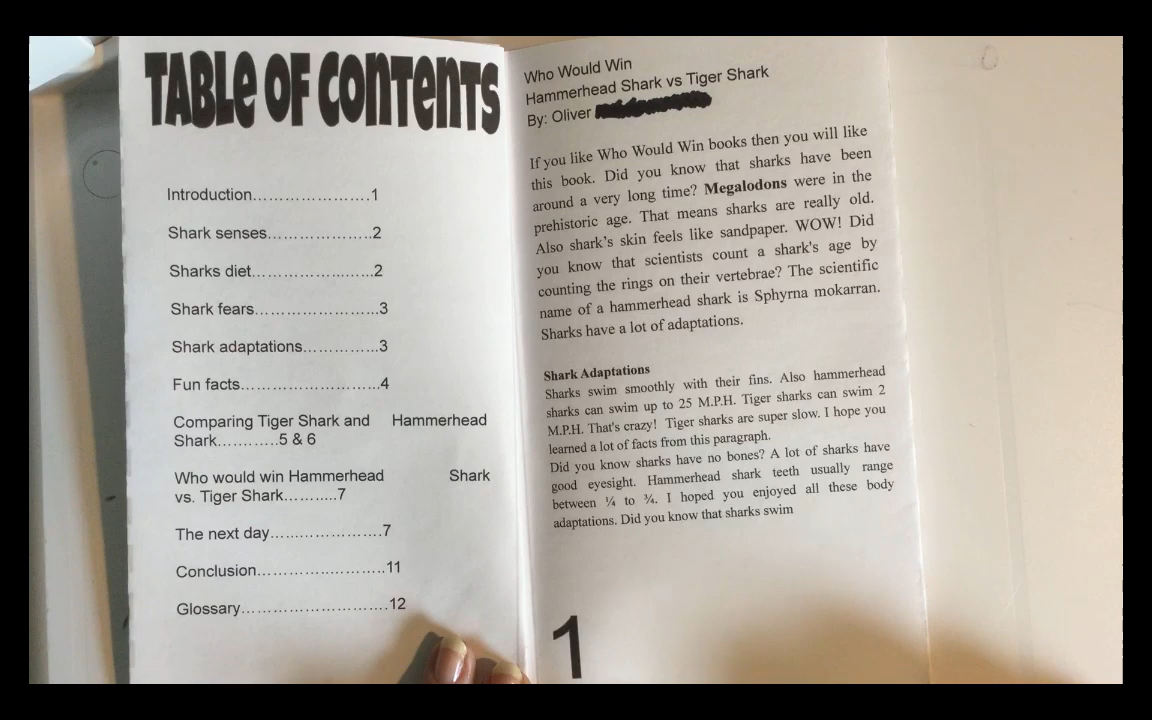 TABLe OF CONTeNTS
Introduction.....................1
Shark senses...................2
Sharks diet......................2
Shark fears.......................3
Shark adaptations..............3
Fun facts..........................4
Comparing Tiger Shark and Hammerhead
Shark...........5 & 6
Who would win Hammerhead Shark
vs. Tiger Shark..........7
The next day.....................7
Conclusion.......................11
Glossary...........................12
Who Would Win
Hammerhead Shark vs Tiger Shark
By: Oliver
If you like Who Would Win books then you will like
this book. Did you know that sharks have been
around a very long time? Megalodons were in the
prehistoric age. That means sharks are really old.
Also shark's skin feels like sandpaper. WOW! Did
you know that scientists count a shark's age by
counting the rings on their vertebrae? The scientific
name of a hammerhead shark is Sphyrna mokarran.
Sharks have a lot of adaptations.
Shark Adaptations
Sharks swim smoothly with their fins. Also hammerhead
sharks can swim up to 25 M.P.H. Tiger sharks can swim 2
M.P.H. That's crazy! Tiger sharks are super slow. I hope you
learned a lot of facts from this paragraph.
Did you know sharks have no bones? A lot of sharks have
good eyesight. Hammerhead shark teeth usually range
between ¼ to ¾. I hoped you enjoyed all these body
adaptations. Did you know that sharks swim
1